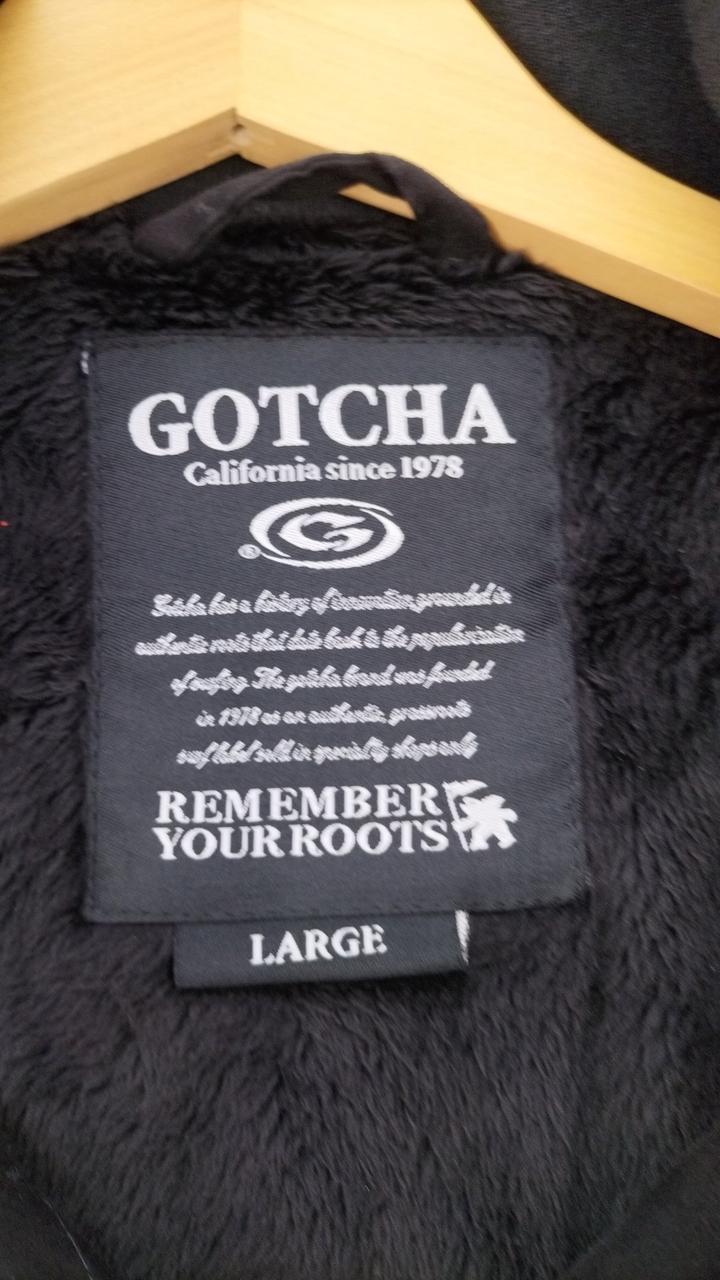 GOTCHA
California since 1978
G
®
Gotcha has a history of innovation, grounded in
authentic roots that date back to the popularization
of surfing. The gotcha brand was founded
in 1978 as an authentic, grassroots
surf label sold in specialty shops only
REMEMBER
YOUR ROOTS
LARGE